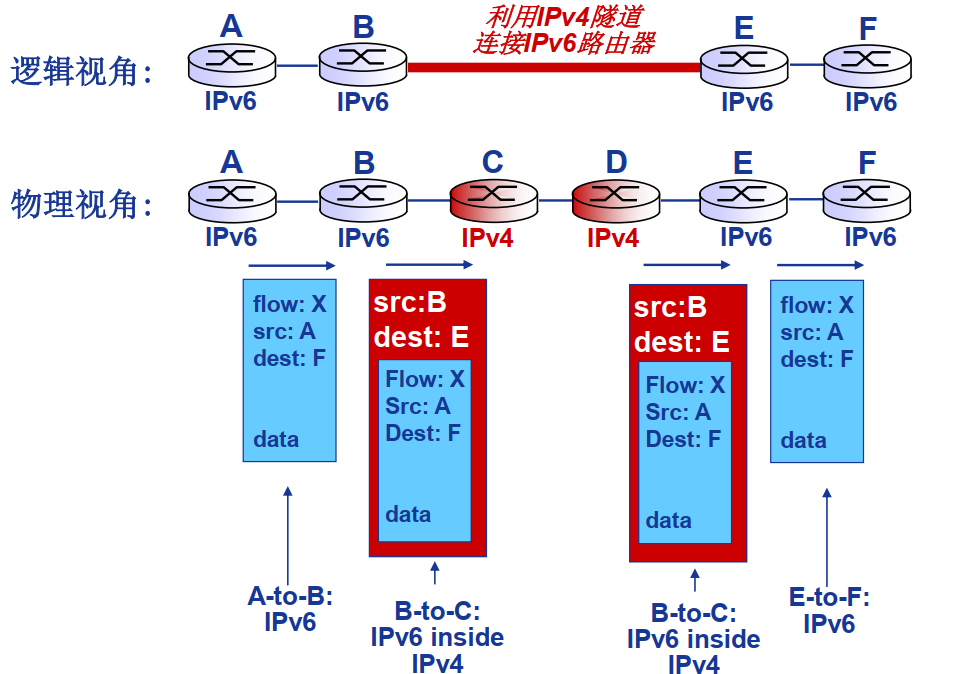 利用IPv4隧道
连接IPv6路由器
逻辑视角:
A
B
E
F
IPv6
IPv6
IPv6
IPv6
物理视角:
A
B
C
D
E
F
IPv6
IPv6
IPv4
IPv4
IPv6
IPv6
flow: X
src: A
dest: F
data
src:B
dest: E
Flow: X
Src: A
Dest: F
data
src:B
dest: E
Flow: X
Src: A
Dest: F
data
flow: X
src: A
dest: F
data
A-to-B:
IPv6
B-to-C:
IPv6 inside
IPv4
B-to-C:
IPv6 inside
IPv4
E-to-F:
IPv6